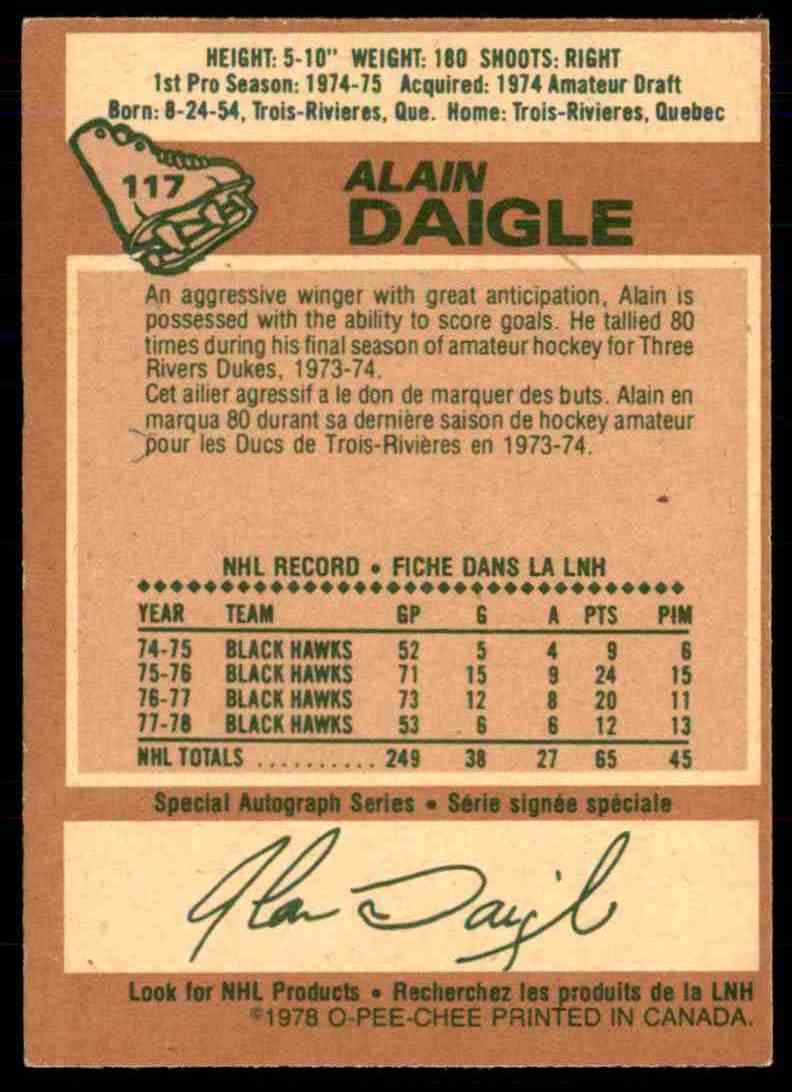 HEIGHT: 5-10" WEIGHT: 180 SHOOTS: RIGHT
1st Pro Season: 1974-75 Acquired: 1974 Amateur Draft
Born: 8-24-54, Trois-Rivieres, Que. Home: Trois-Rivieres, Quebec
117
ALAIN
DAIGLE
An aggressive winger with great anticipation, Alain is
possessed with the ability to score goals. He tallied 80
times during his final season of amateur hockey for Three
Rivers Dukes, 1973-74.
Cet ailier agressif a le don de marquer des buts. Alain en
marqua 80 durant sa dernière saison de hockey amateur
pour les Ducs de Trois-Rivières en 1973-74.
NHL RECORD • FICHE DANS LA LNH
YEAR TEAM GP G A PTS PIM
74-75 BLACK HAWKS 52 5 4 9 6
75-76 BLACK HAWKS 71 15 9 24 15
76-77 BLACK HAWKS 73 12 8 20 11
77-78 BLACK HAWKS 53 6 6 12 13
NHL TOTALS .......... 249 38 27 65 45
Special Autograph Series • Série signée spéciale
Alain Daigle
Look for NHL Products • Recherchez les produits de la LNH
©1978 O-PEE-CHEE PRINTED IN CANADA.